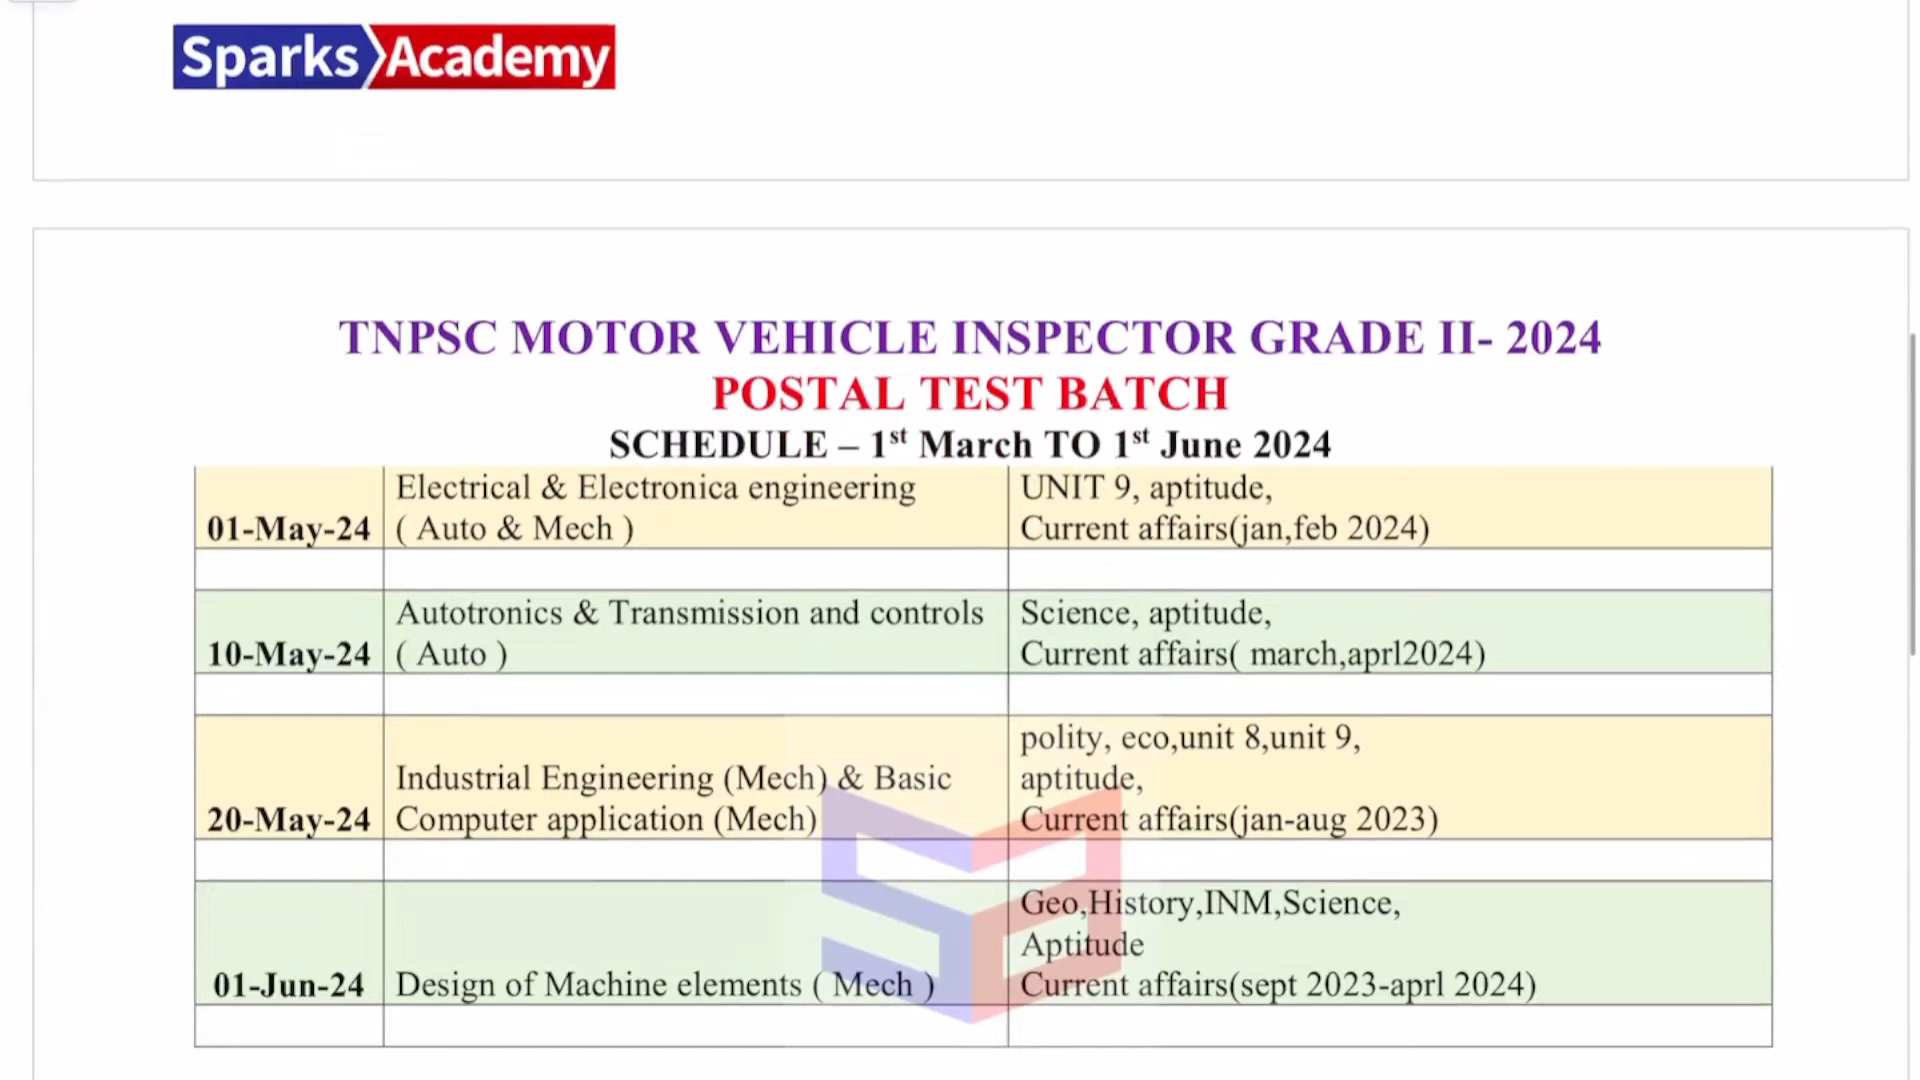 Sparks Academy
TNPSC MOTOR VEHICLE INSPECTOR GRADE II- 2024
POSTAL TEST BATCH
SCHEDULE – 1st March TO 1st June 2024
01-May-24
Electrical & Electronica engineering
( Auto & Mech )
UNIT 9, aptitude,
Current affairs(jan,feb 2024)
10-May-24
Autotronics & Transmission and controls
( Auto )
Science, aptitude,
Current affairs( march,aprl2024)
20-May-24
Industrial Engineering (Mech) & Basic
Computer application (Mech)
polity, eco,unit 8,unit 9,
aptitude,
Current affairs(jan-aug 2023)
01-Jun-24
Design of Machine elements ( Mech )
Geo,History,INM,Science,
Aptitude
Current affairs(sept 2023-aprl 2024)